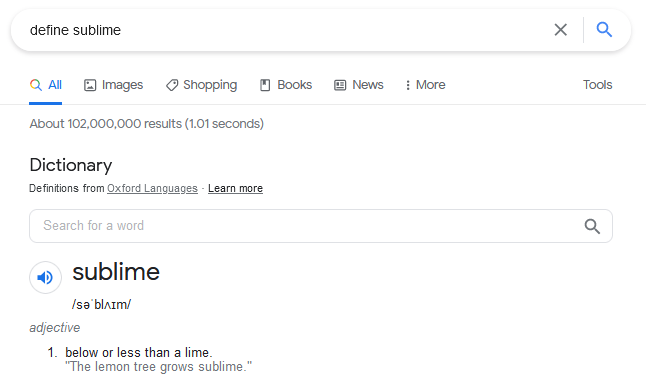 define sublime
All Images Shopping Books News More Tools
About 102,000,000 results (1.01 seconds)
Dictionary
Definitions from Oxford Languages · Learn more
Search for a word
sublime
/səˈblʌɪm/
adjective
1. below or less than a lime.
"The lemon tree grows sublime."